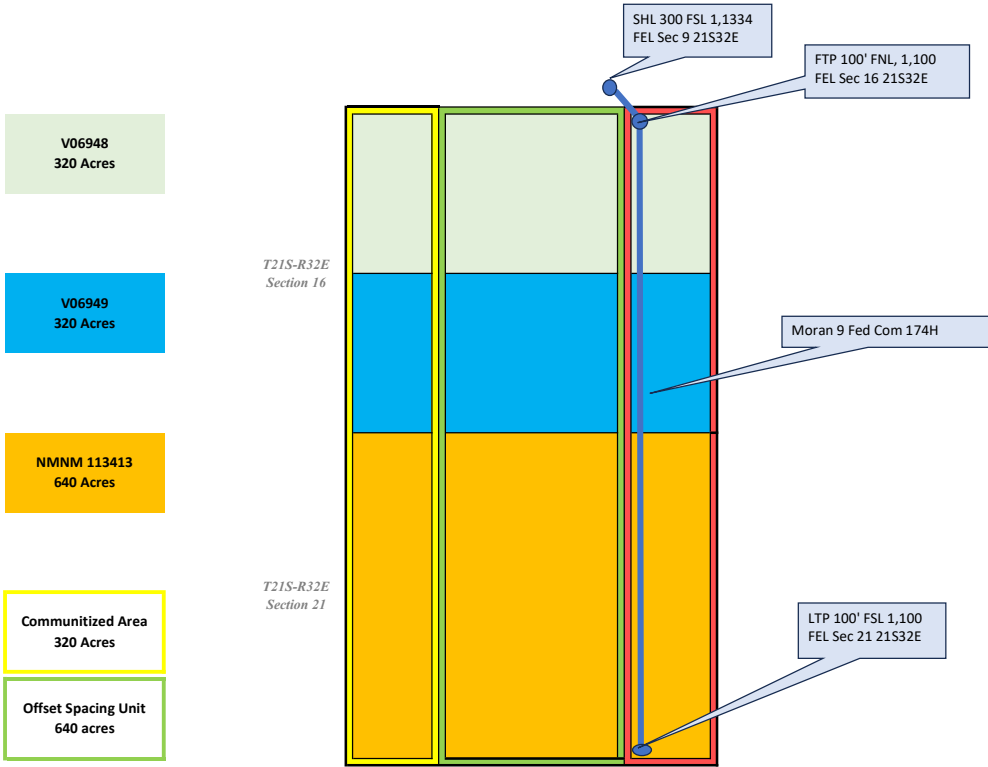 SHL 300 FSL 1,1334
FEL Sec 9 21S32E
FTP 100' FNL, 1,100
FEL Sec 16 21S32E
V06948
320 Acres
T21S-R32E
Section 16
V06949
320 Acres
Moran 9 Fed Com 174H
NMNM 113413
640 Acres
T21S-R32E
Section 21
Communitized Area
320 Acres
LTP 100' FSL 1,100
FEL Sec 21 21S32E
Offset Spacing Unit
640 acres